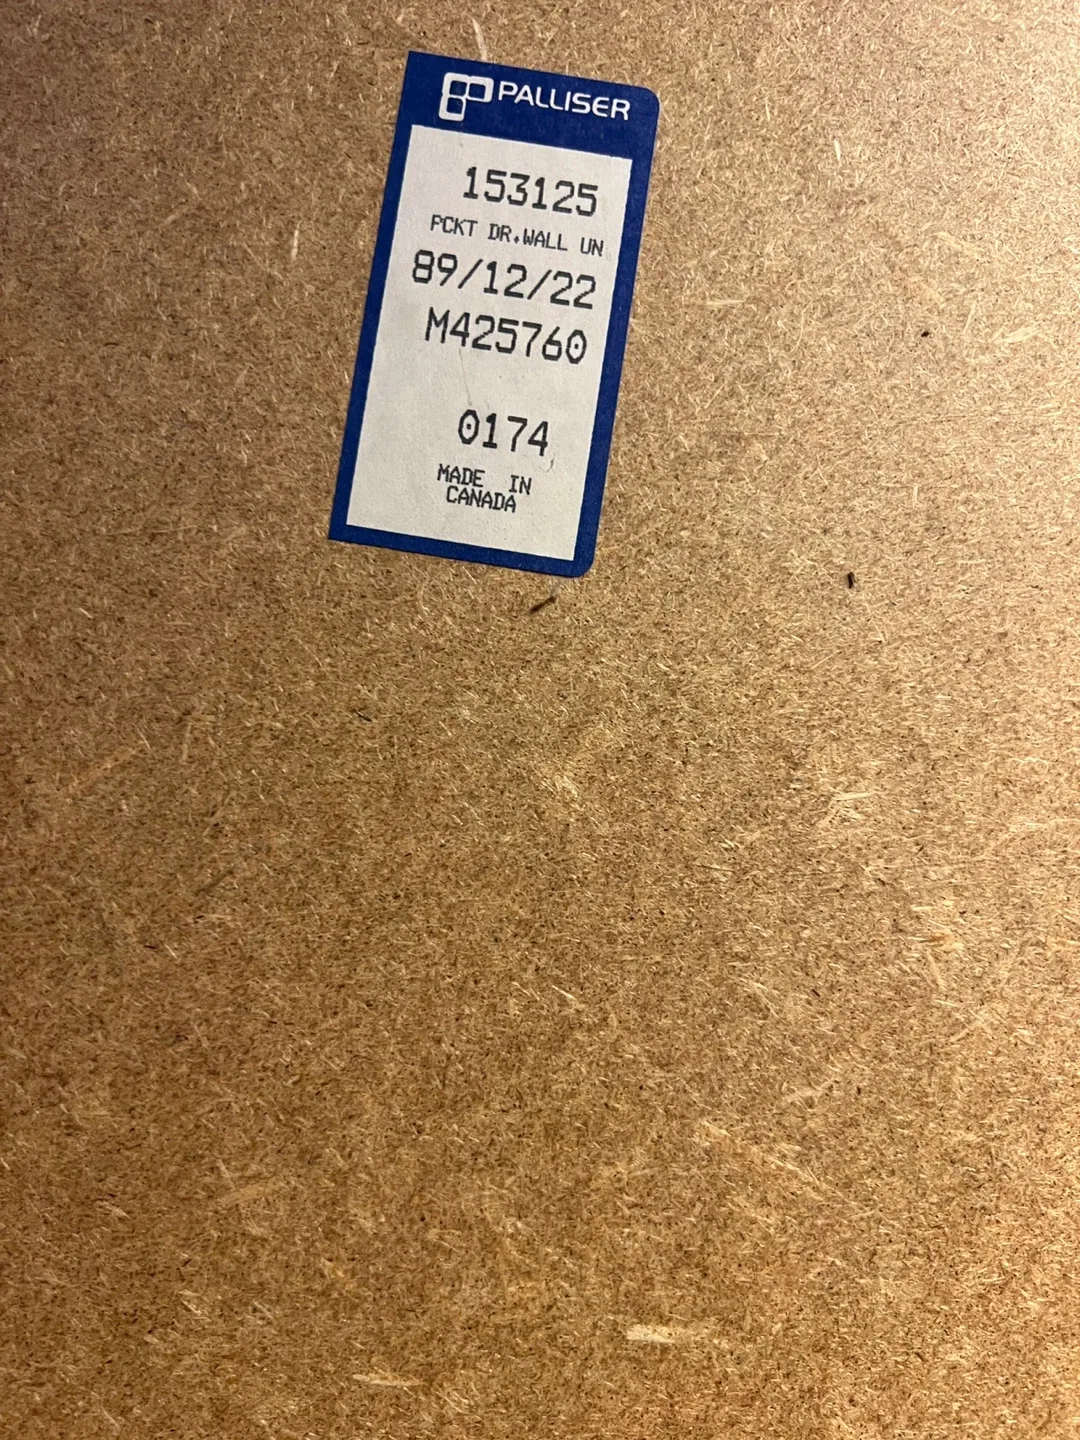 PALLISER
153125
PCKT DR.WALL UN
89/12/22
M425760
0174
MADE IN
CANADA